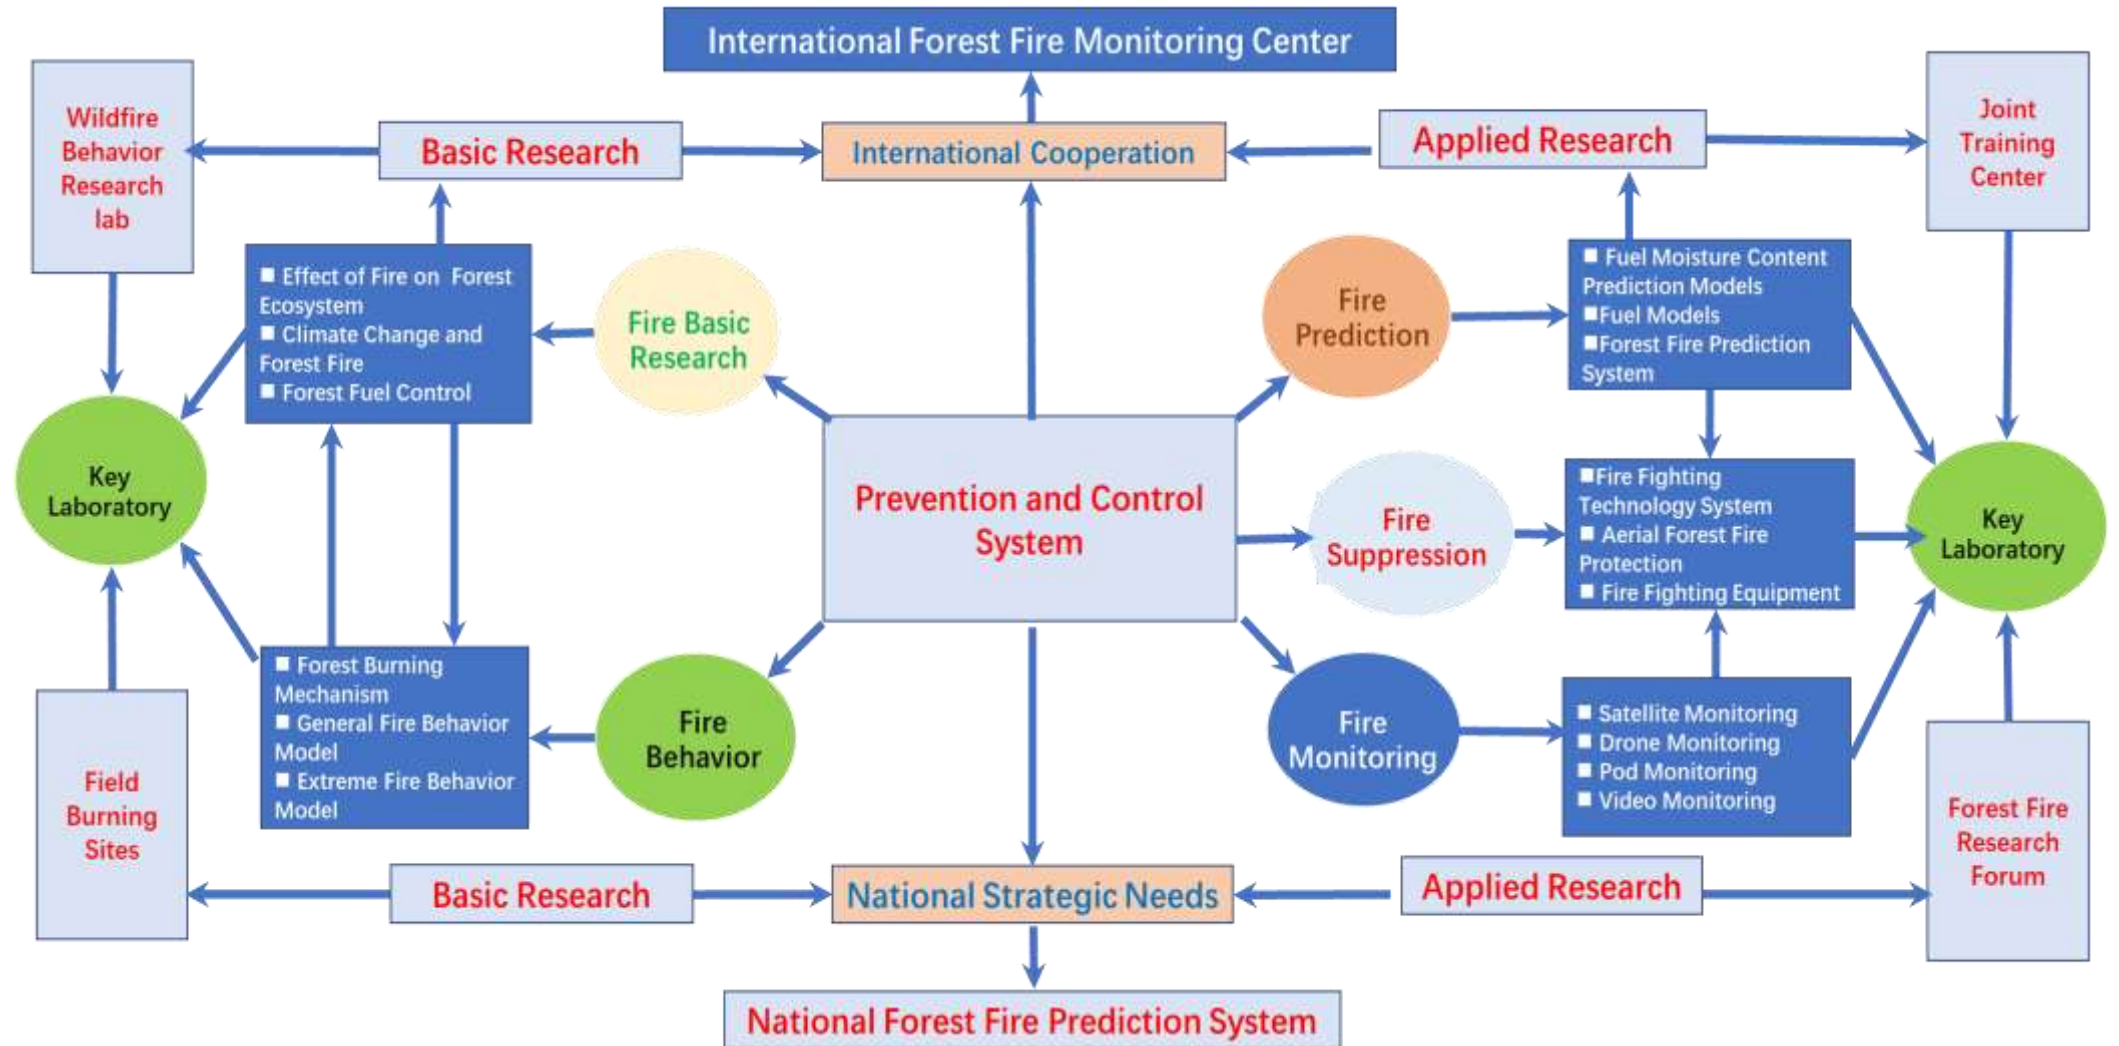 International Forest Fire Monitoring Center
Wildfire
Behavior
Research
lab
Basic Research
International Cooperation
Applied Research
Joint
Training
Center
■ Effect of Fire on Forest
Ecosystem
■ Climate Change and
Forest Fire
■ Forest Fuel Control
Fire Basic
Research
Fire
Prediction
■ Fuel Moisture Content
Prediction Models
■Fuel Models
■Forest Fire Prediction
System
Key
Laboratory
Prevention and Control
System
Fire
Suppression
■Fire Fighting
Technology System
■ Aerial Forest Fire
Protection
■ Fire Fighting Equipment
Key
Laboratory
■ Forest Burning
Mechanism
■ General Fire Behavior
Model
■ Extreme Fire Behavior
Model
Fire
Behavior
Fire
Monitoring
■ Satellite Monitoring
■ Drone Monitoring
■ Pod Monitoring
■ Video Monitoring
Field
Burning
Sites
Forest Fire
Research
Forum
Basic Research
National Strategic Needs
Applied Research
National Forest Fire Prediction System